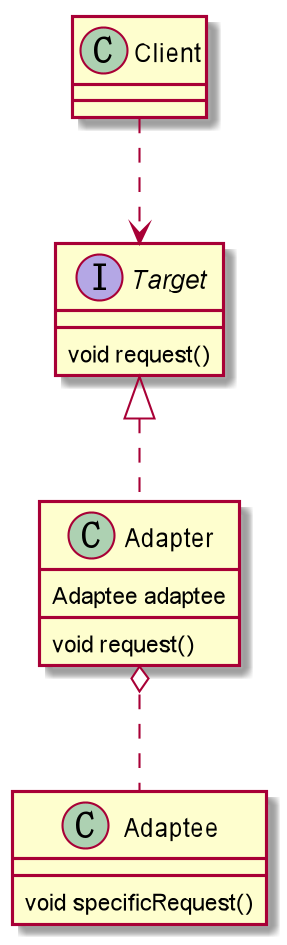 C Client
I Target
void request()
C Adapter
Adaptee adaptee
void request()
C Adaptee
void specificRequest()